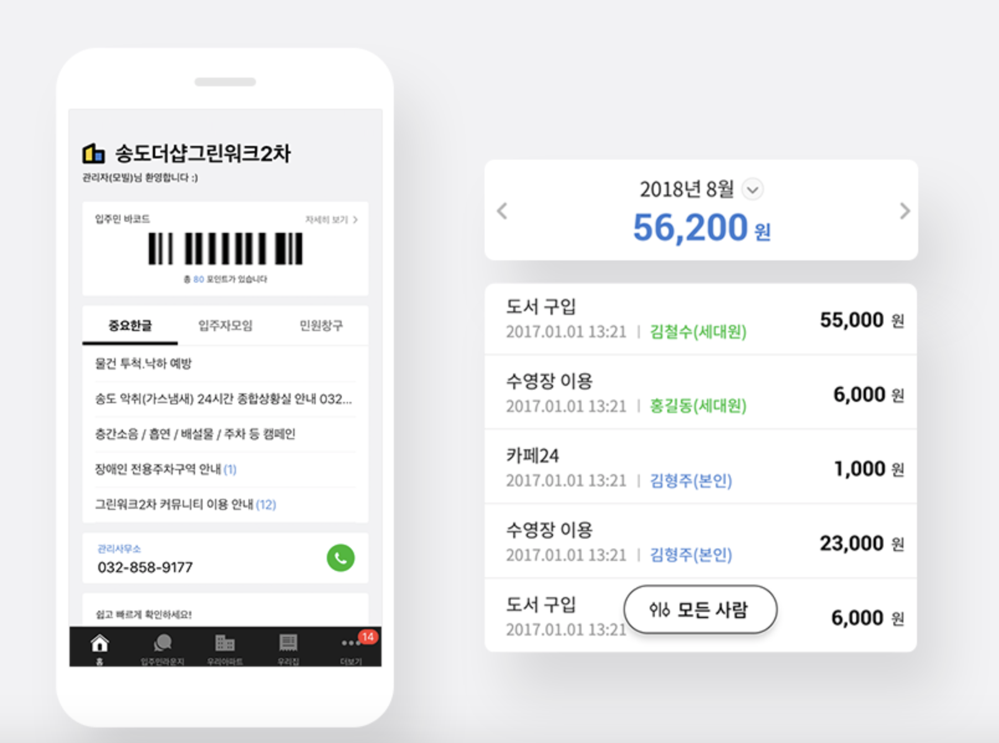 송도더샵그린워크2차
관리자(모빌)님 환영합니다 :)
입주민 바코드
자세히 보기
총 80 포인트가 있습니다
중요한글
입주자모임
민원창구
물건 투척.낙하 예방
송도 악취(가스냄새) 24시간 종합상황실 안내 032...
층간소음 / 흡연 / 배설물 / 주차 등 캠페인
장애인 전용주차구역 안내 (1)
그린워크2차 커뮤니티 이용 안내 (12)
관리사무소
032-858-9177
쉽고 빠르게 확인하세요!
14
홈
입주민라운지
우리아파트
우리집
더보기
2018년 8월
56,200 원
도서 구입
55,000 원
2017.01.01 13:21 | 김철수(세대원)
수영장 이용
6,000 원
2017.01.01 13:21 | 홍길동(세대원)
카페24
1,000 원
2017.01.01 13:21 | 김형주(본인)
수영장 이용
23,000 원
2017.01.01 13:21 | 김형주(본인)
도서 구입
모든 사람
6,000 원
2017.01.01 13:21